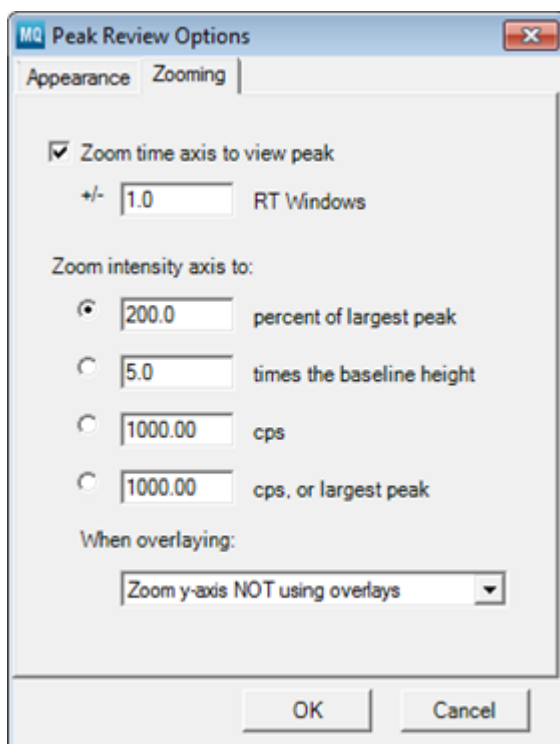 MQ Peak Review Options
Appearance Zooming
Zoom time axis to view peak
+/- 1.0 RT Windows
Zoom intensity axis to:
200.0 percent of largest peak
5.0 times the baseline height
1000.00 cps
1000.00 cps, or largest peak
When overlaying:
Zoom y-axis NOT using overlays
OK Cancel